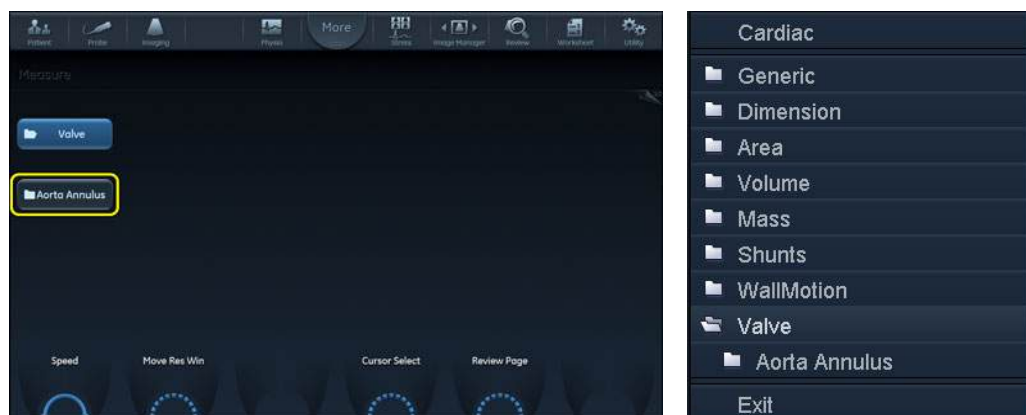 Patient Probe Imaging Physio More Stress Image Manager Review Worksheet Utility
Measure
Valve
Aorta Annulus
Speed Move Res Win Cursor Select Review Page
Cardiac
Generic
Dimension
Area
Volume
Mass
Shunts
WallMotion
Valve
Aorta Annulus
Exit